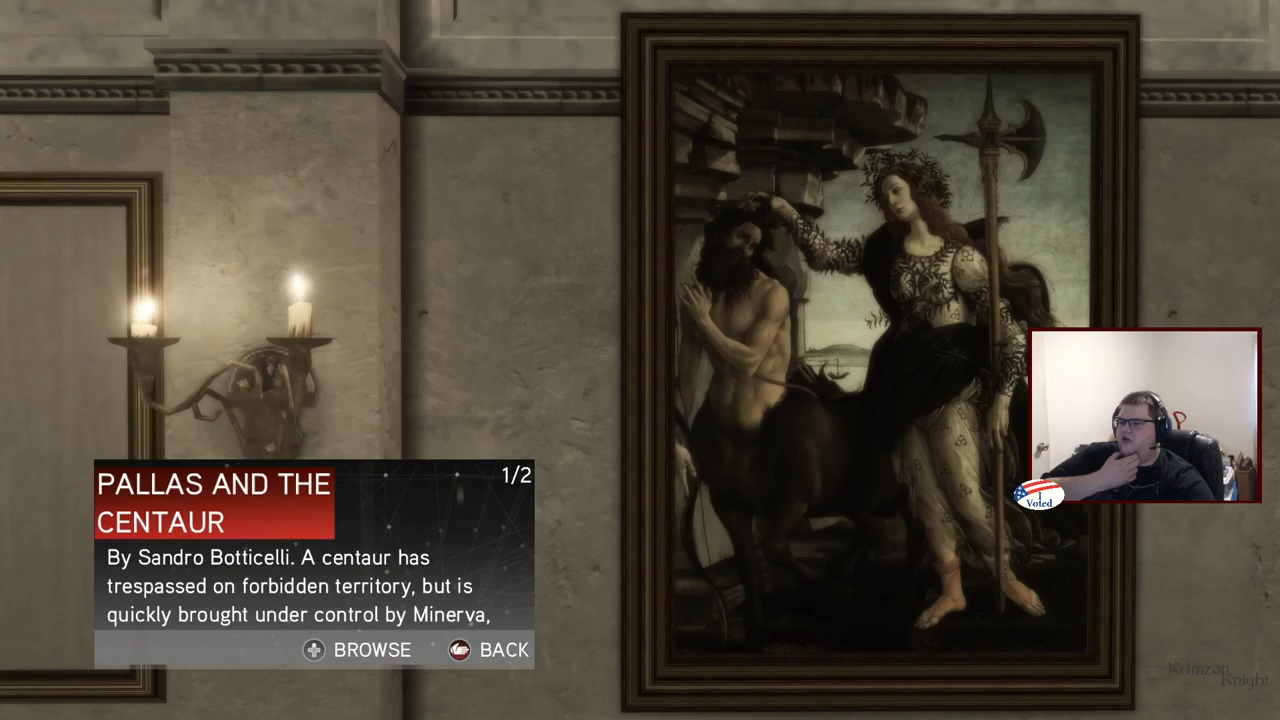 PALLAS AND THE
CENTAUR
1/2
By Sandro Botticelli. A centaur has
trespassed on forbidden territory, but is
quickly brought under control by Minerva,
BROWSE BACK
I
Voted
Krimzon
Knight